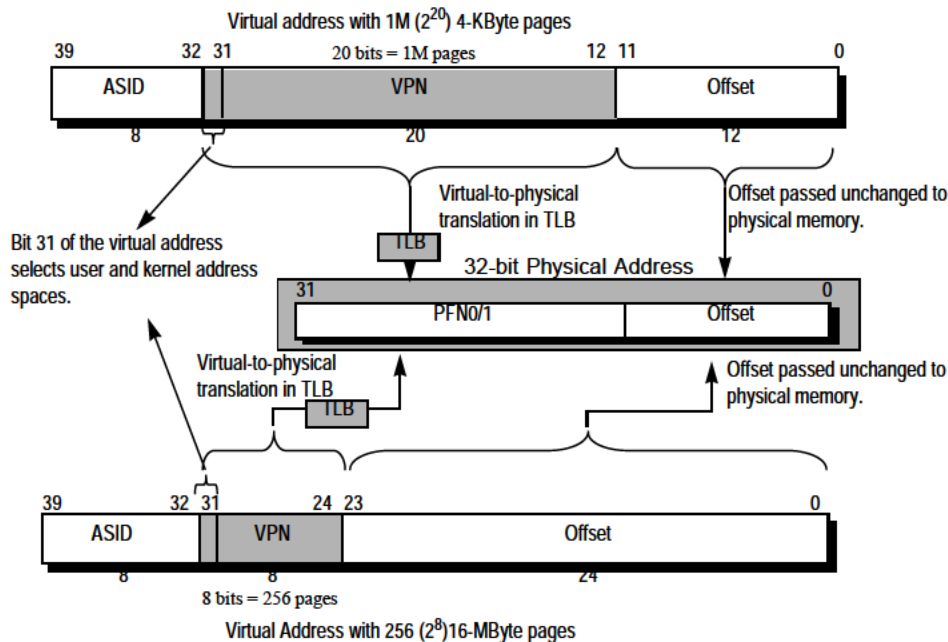 Virtual address with 1M (2²⁰) 4-KByte pages
39 32 31 20 bits = 1M pages 12 11 0
ASID VPN Offset
8 20 12
Virtual-to-physical
translation in TLB
Offset passed unchanged to
physical memory.
TLB
Bit 31 of the virtual address
selects user and kernel address
spaces.
32-bit Physical Address
31 0
PFN0/1 Offset
Virtual-to-physical
translation in TLB
TLB
Offset passed unchanged to
physical memory.
39 32 31 24 23 0
ASID VPN Offset
8 8 24
8 bits = 256 pages
Virtual Address with 256 (2⁸)16-MByte pages